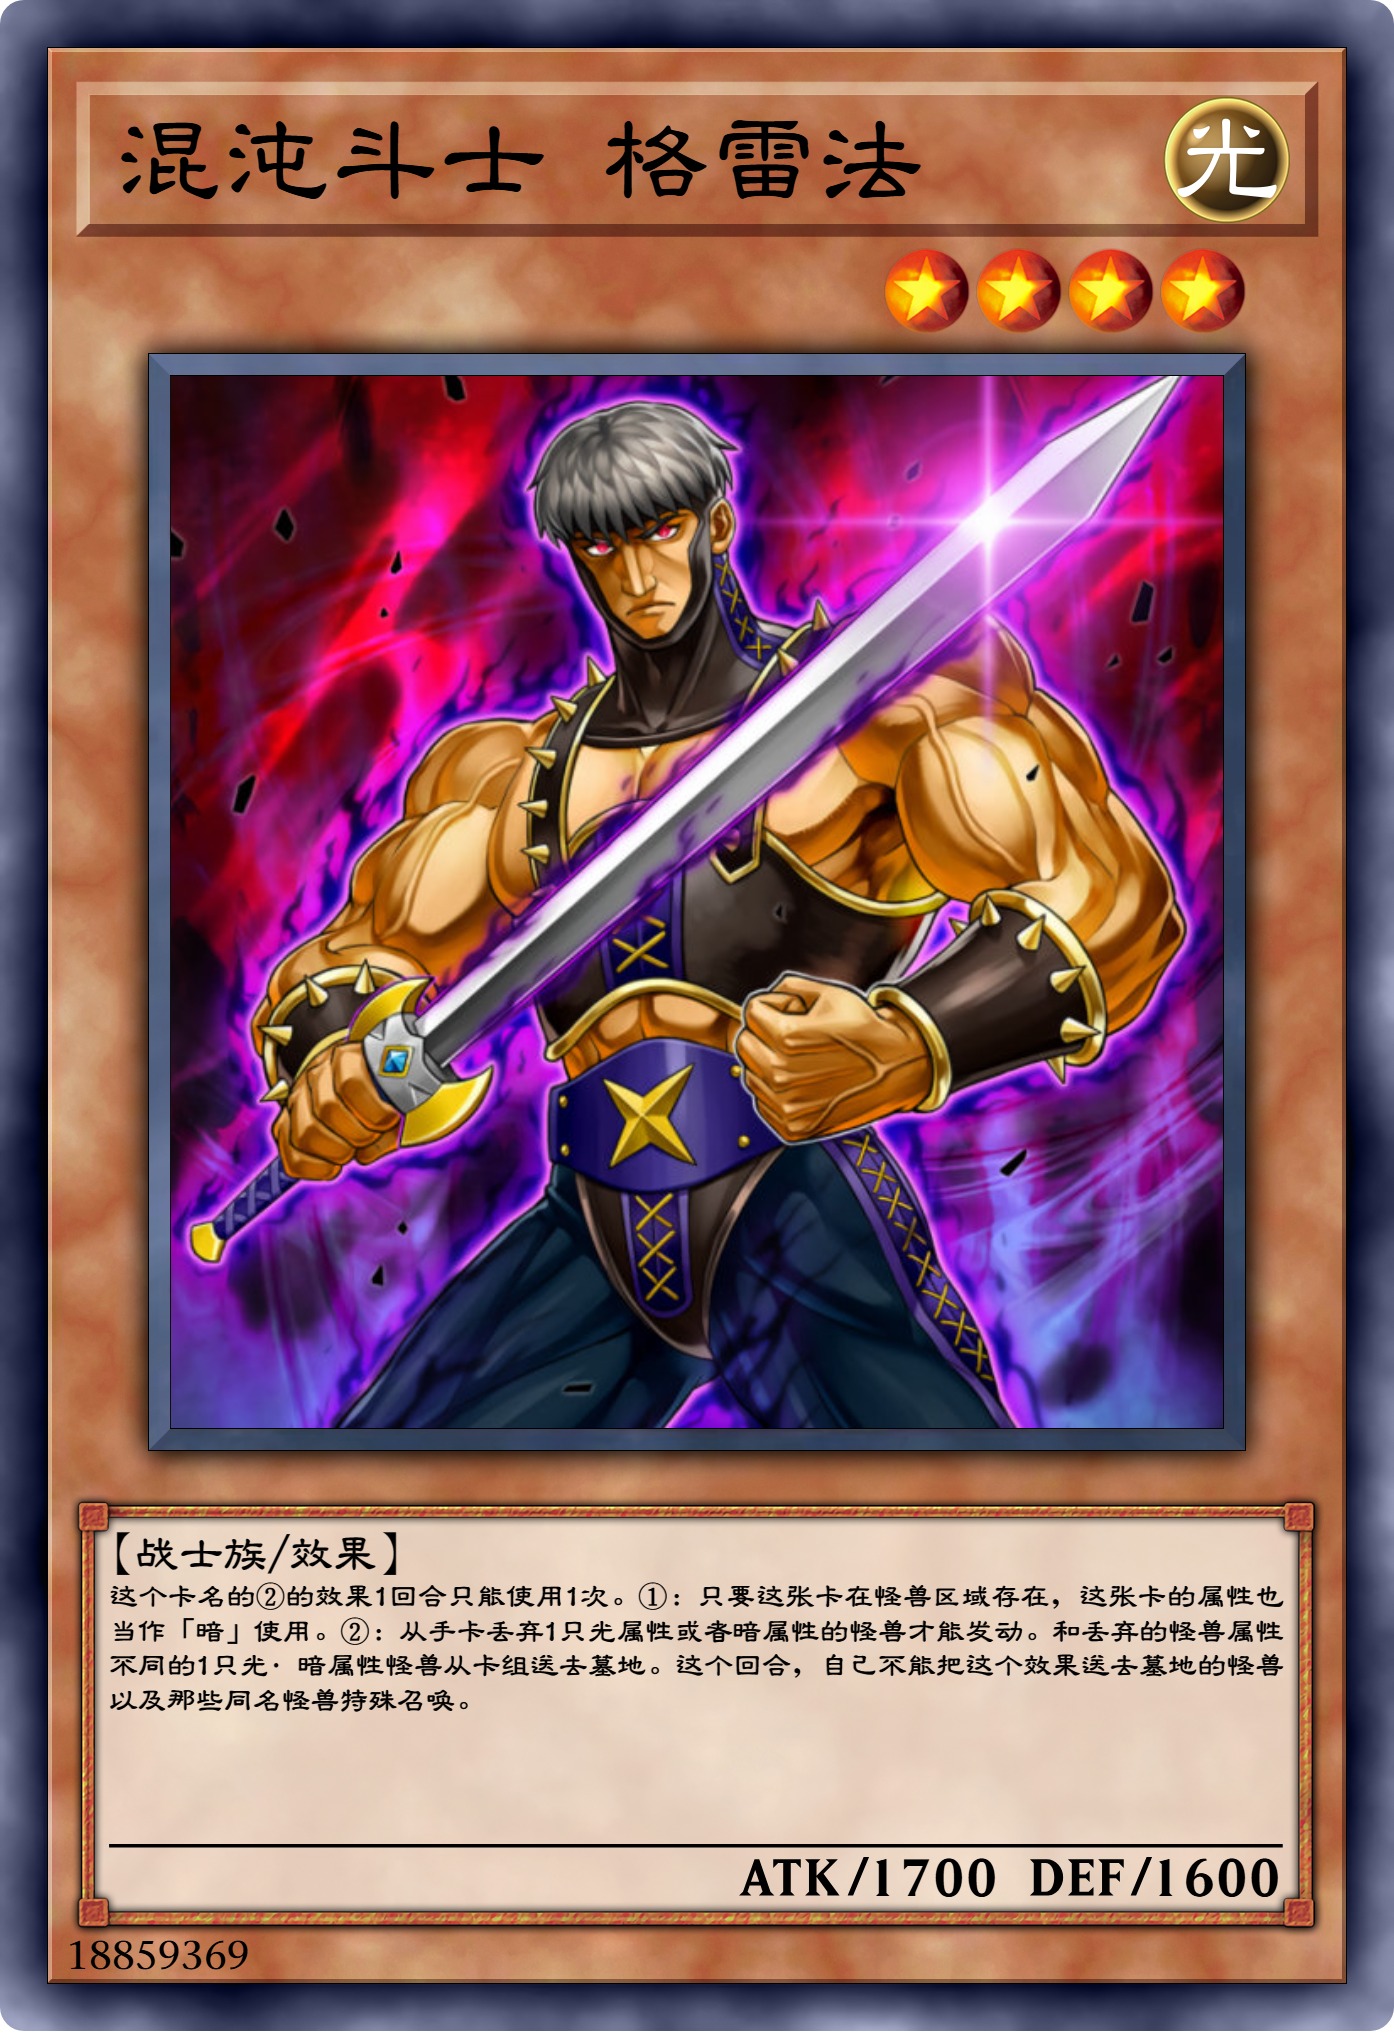 混沌斗士 格雷法
光
【战士族/效果】
这个卡名的②的效果1回合只能使用1次。①：只要这张卡在怪兽区域存在，这张卡的属性也
当作「暗」使用。②：从手卡丢弃1只光属性或者暗属性的怪兽才能发动。和丢弃的怪兽属性
不同的1只光·暗属性怪兽从卡组送去墓地。这个回合，自己不能把这个效果送去墓地的怪兽
以及那些同名怪兽特殊召唤。
ATK/1700 DEF/1600
18859369